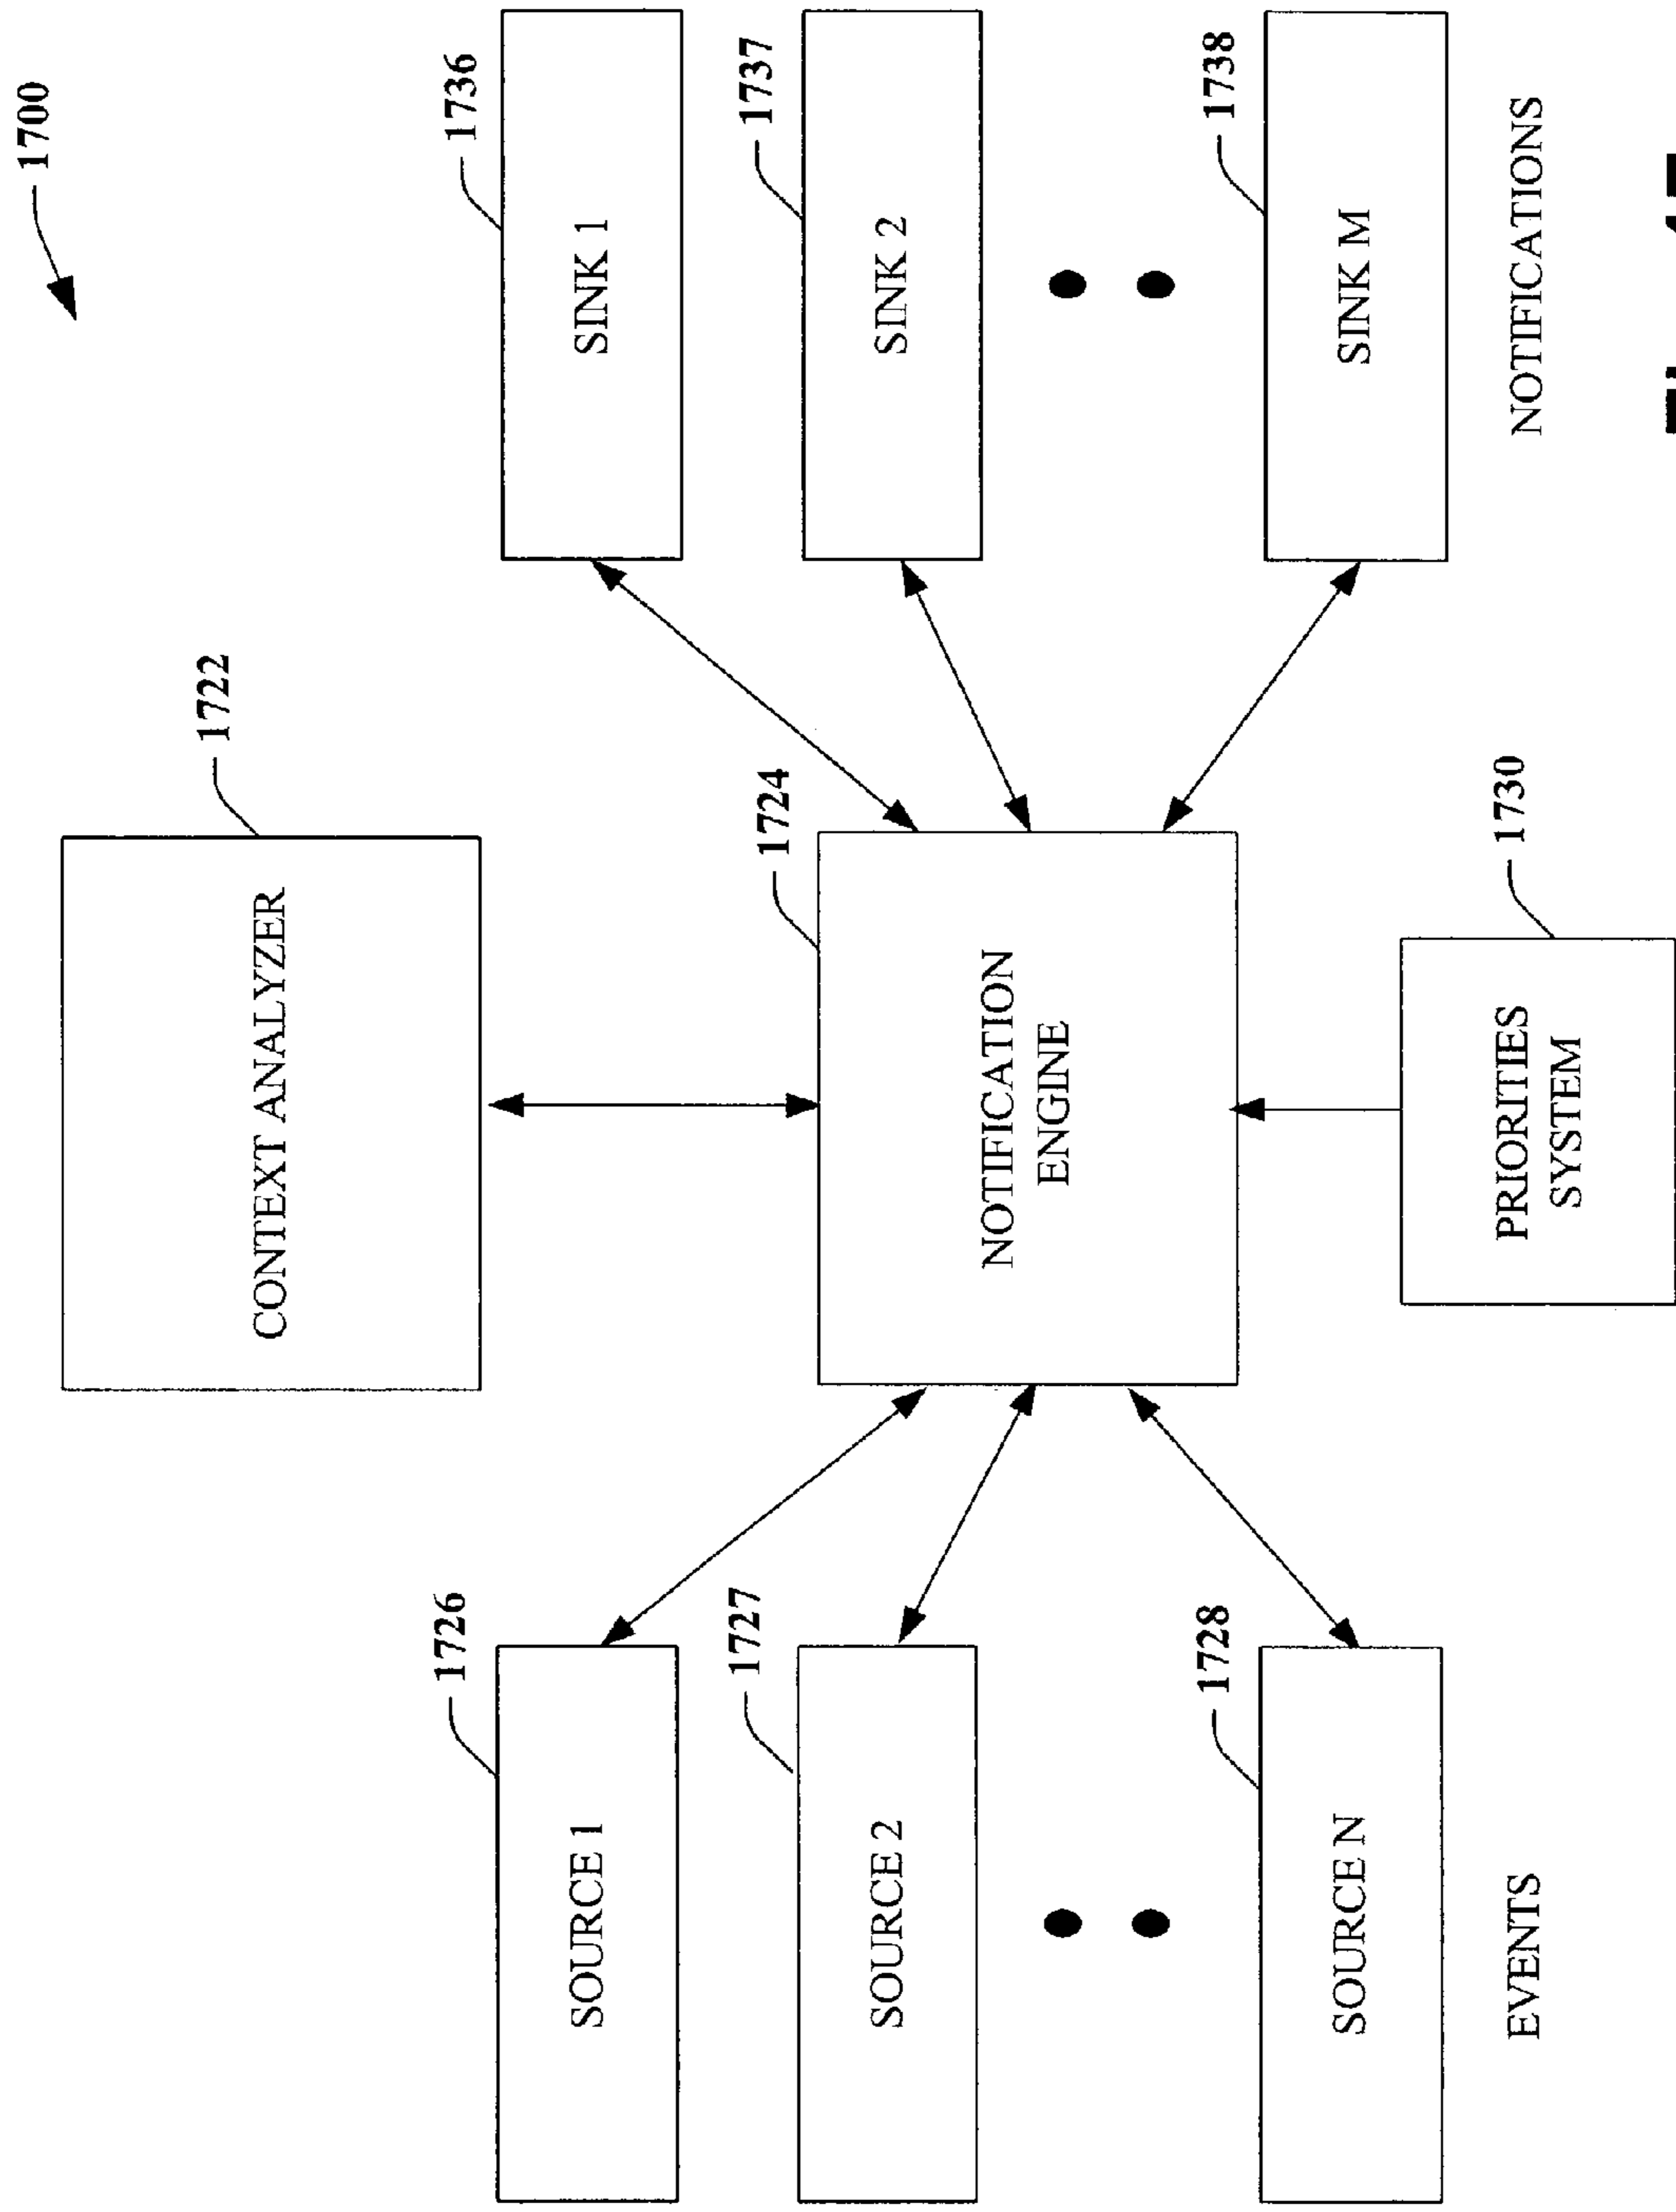 1700
CONTEXT ANALYZER
1722
1726
SOURCE 1
1727
SOURCE 2
1728
SOURCE N
EVENTS
1724
NOTIFICATION
ENGINE
1730
PRIORITIES
SYSTEM
1736
SINK 1
1737
SINK 2
1738
SINK M
NOTIFICATIONS